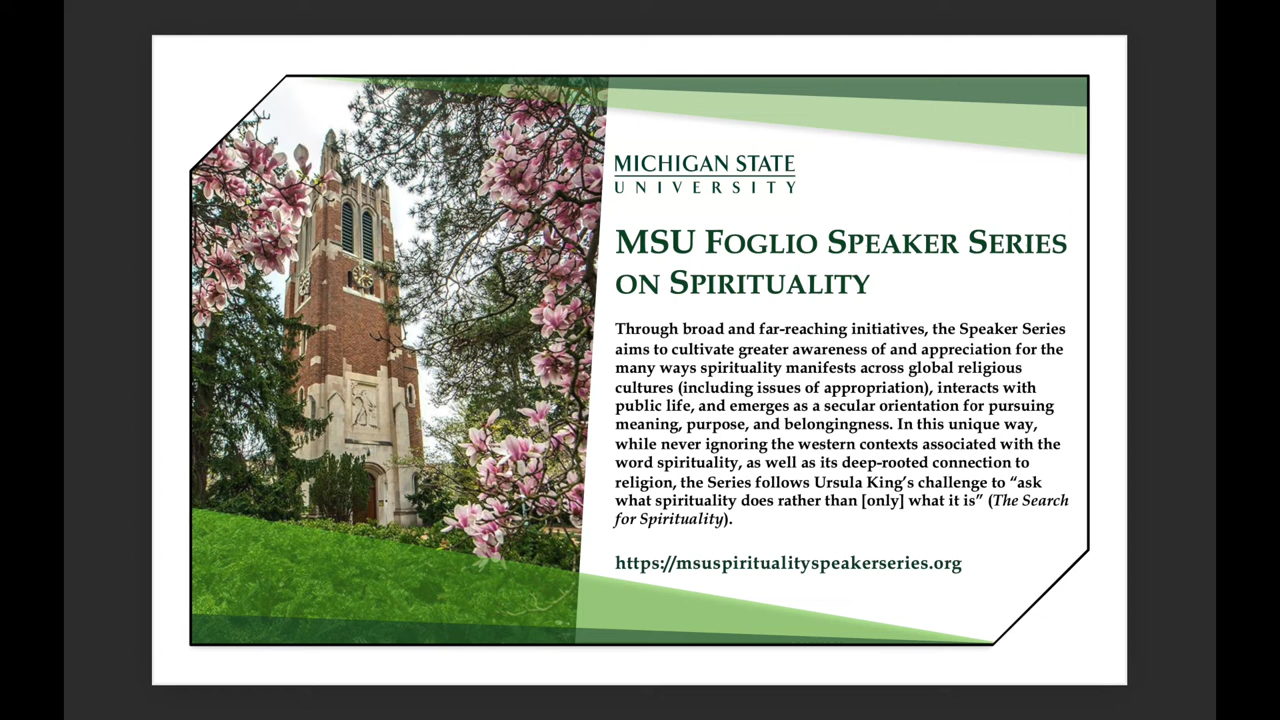 MICHIGAN STATE
UNIVERSITY
MSU FOGLIO SPEAKER SERIES
ON SPIRITUALITY
Through broad and far-reaching initiatives, the Speaker Series
aims to cultivate greater awareness of and appreciation for the
many ways spirituality manifests across global religious
cultures (including issues of appropriation), interacts with
public life, and emerges as a secular orientation for pursuing
meaning, purpose, and belongingness. In this unique way,
while never ignoring the western contexts associated with the
word spirituality, as well as its deep-rooted connection to
religion, the Series follows Ursula King’s challenge to “ask
what spirituality does rather than [only] what it is” (The Search
for Spirituality).
https://msuspiritualityspeakerseries.org